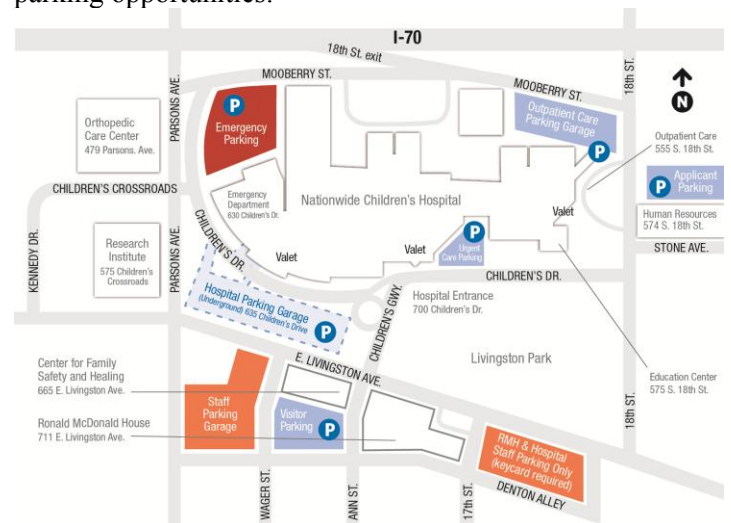 parking opportunities.
I-70
18th St. exit
MOOBERRY ST.
MOOBERRY ST.
18th ST.
PARSONS AVE.
N
P
Emergency
Parking
Outpatient Care
Parking Garage
P
Orthopedic
Care Center
479 Parsons. Ave.
Outpatient Care
555 S. 18th St.
P
Applicant
Parking
CHILDREN'S CROSSROADS
Emergency
Department
630 Children's Dr.
Nationwide Children's Hospital
Valet
Human Resources
574 S. 18th St.
STONE AVE.
KENNEDY DR.
Research
Institute
575 Children's
Crossroads
PARSONS AVE.
CHILDREN'S DR.
Valet
Valet
P
Urgent
Care Parking
CHILDREN'S DR.
Hospital Parking Garage
(Underground) 635 Children's Drive
P
CHILDREN'S GWY.
Hospital Entrance
700 Children's Dr.
Livingston Park
E. LIVINGSTON AVE.
Center for Family
Safety and Healing
665 E. Livingston Ave.
Education Center
575 S. 18th St.
Ronald McDonald House
711 E. Livingston Ave.
Staff
Parking
Garage
Visitor
Parking
P
RMH & Hospital
Staff Parking Only
(keycard required)
18th ST.
WAGER ST.
ANN ST.
17th ST.
DENTON ALLEY